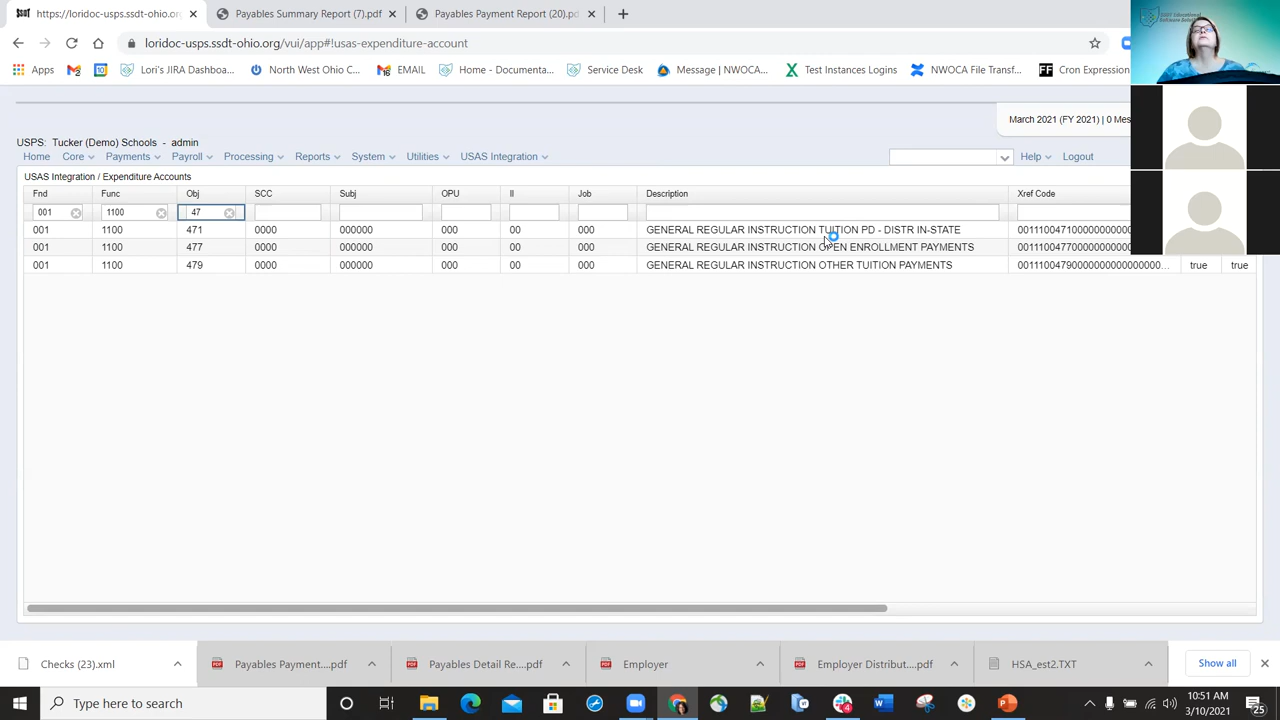 https://loridoc-usps.ssdt-ohio.or
Payables Summary Report (7).pdf
Payables Payment Report (20).pdf
loridoc-usps.ssdt-ohio.org/vui/app#!usas-expenditure-account
Apps
Lori's JIRA Dashboa...
North West Ohio C...
EMAIL
Home - Documenta...
Service Desk
Message | NWOCA...
Test Instances Logins
NWOCA File Transf...
Cron Expression
March 2021 (FY 2021) | 0 Mes
USPS: Tucker (Demo) Schools - admin
Home Core Payments Payroll Processing Reports System Utilities USAS Integration Help Logout
USAS Integration / Expenditure Accounts
Fnd Func Obj SCC Subj OPU II Job Description Xref Code
001 1100 47
001 1100 471 0000 000000 000 00 000 GENERAL REGULAR INSTRUCTION TUITION PD - DISTR IN-STATE
001 1100 477 0000 000000 000 00 000 GENERAL REGULAR INSTRUCTION OPEN ENROLLMENT PAYMENTS
001 1100 479 0000 000000 000 00 000 GENERAL REGULAR INSTRUCTION OTHER TUITION PAYMENTS true true
Checks (23).xml
Payables Payment....pdf
Payables Detail Re....pdf
Employer
Employer Distribut....pdf
HSA_est2.TXT
Show all
Type here to search
10:51 AM
3/10/2021
25